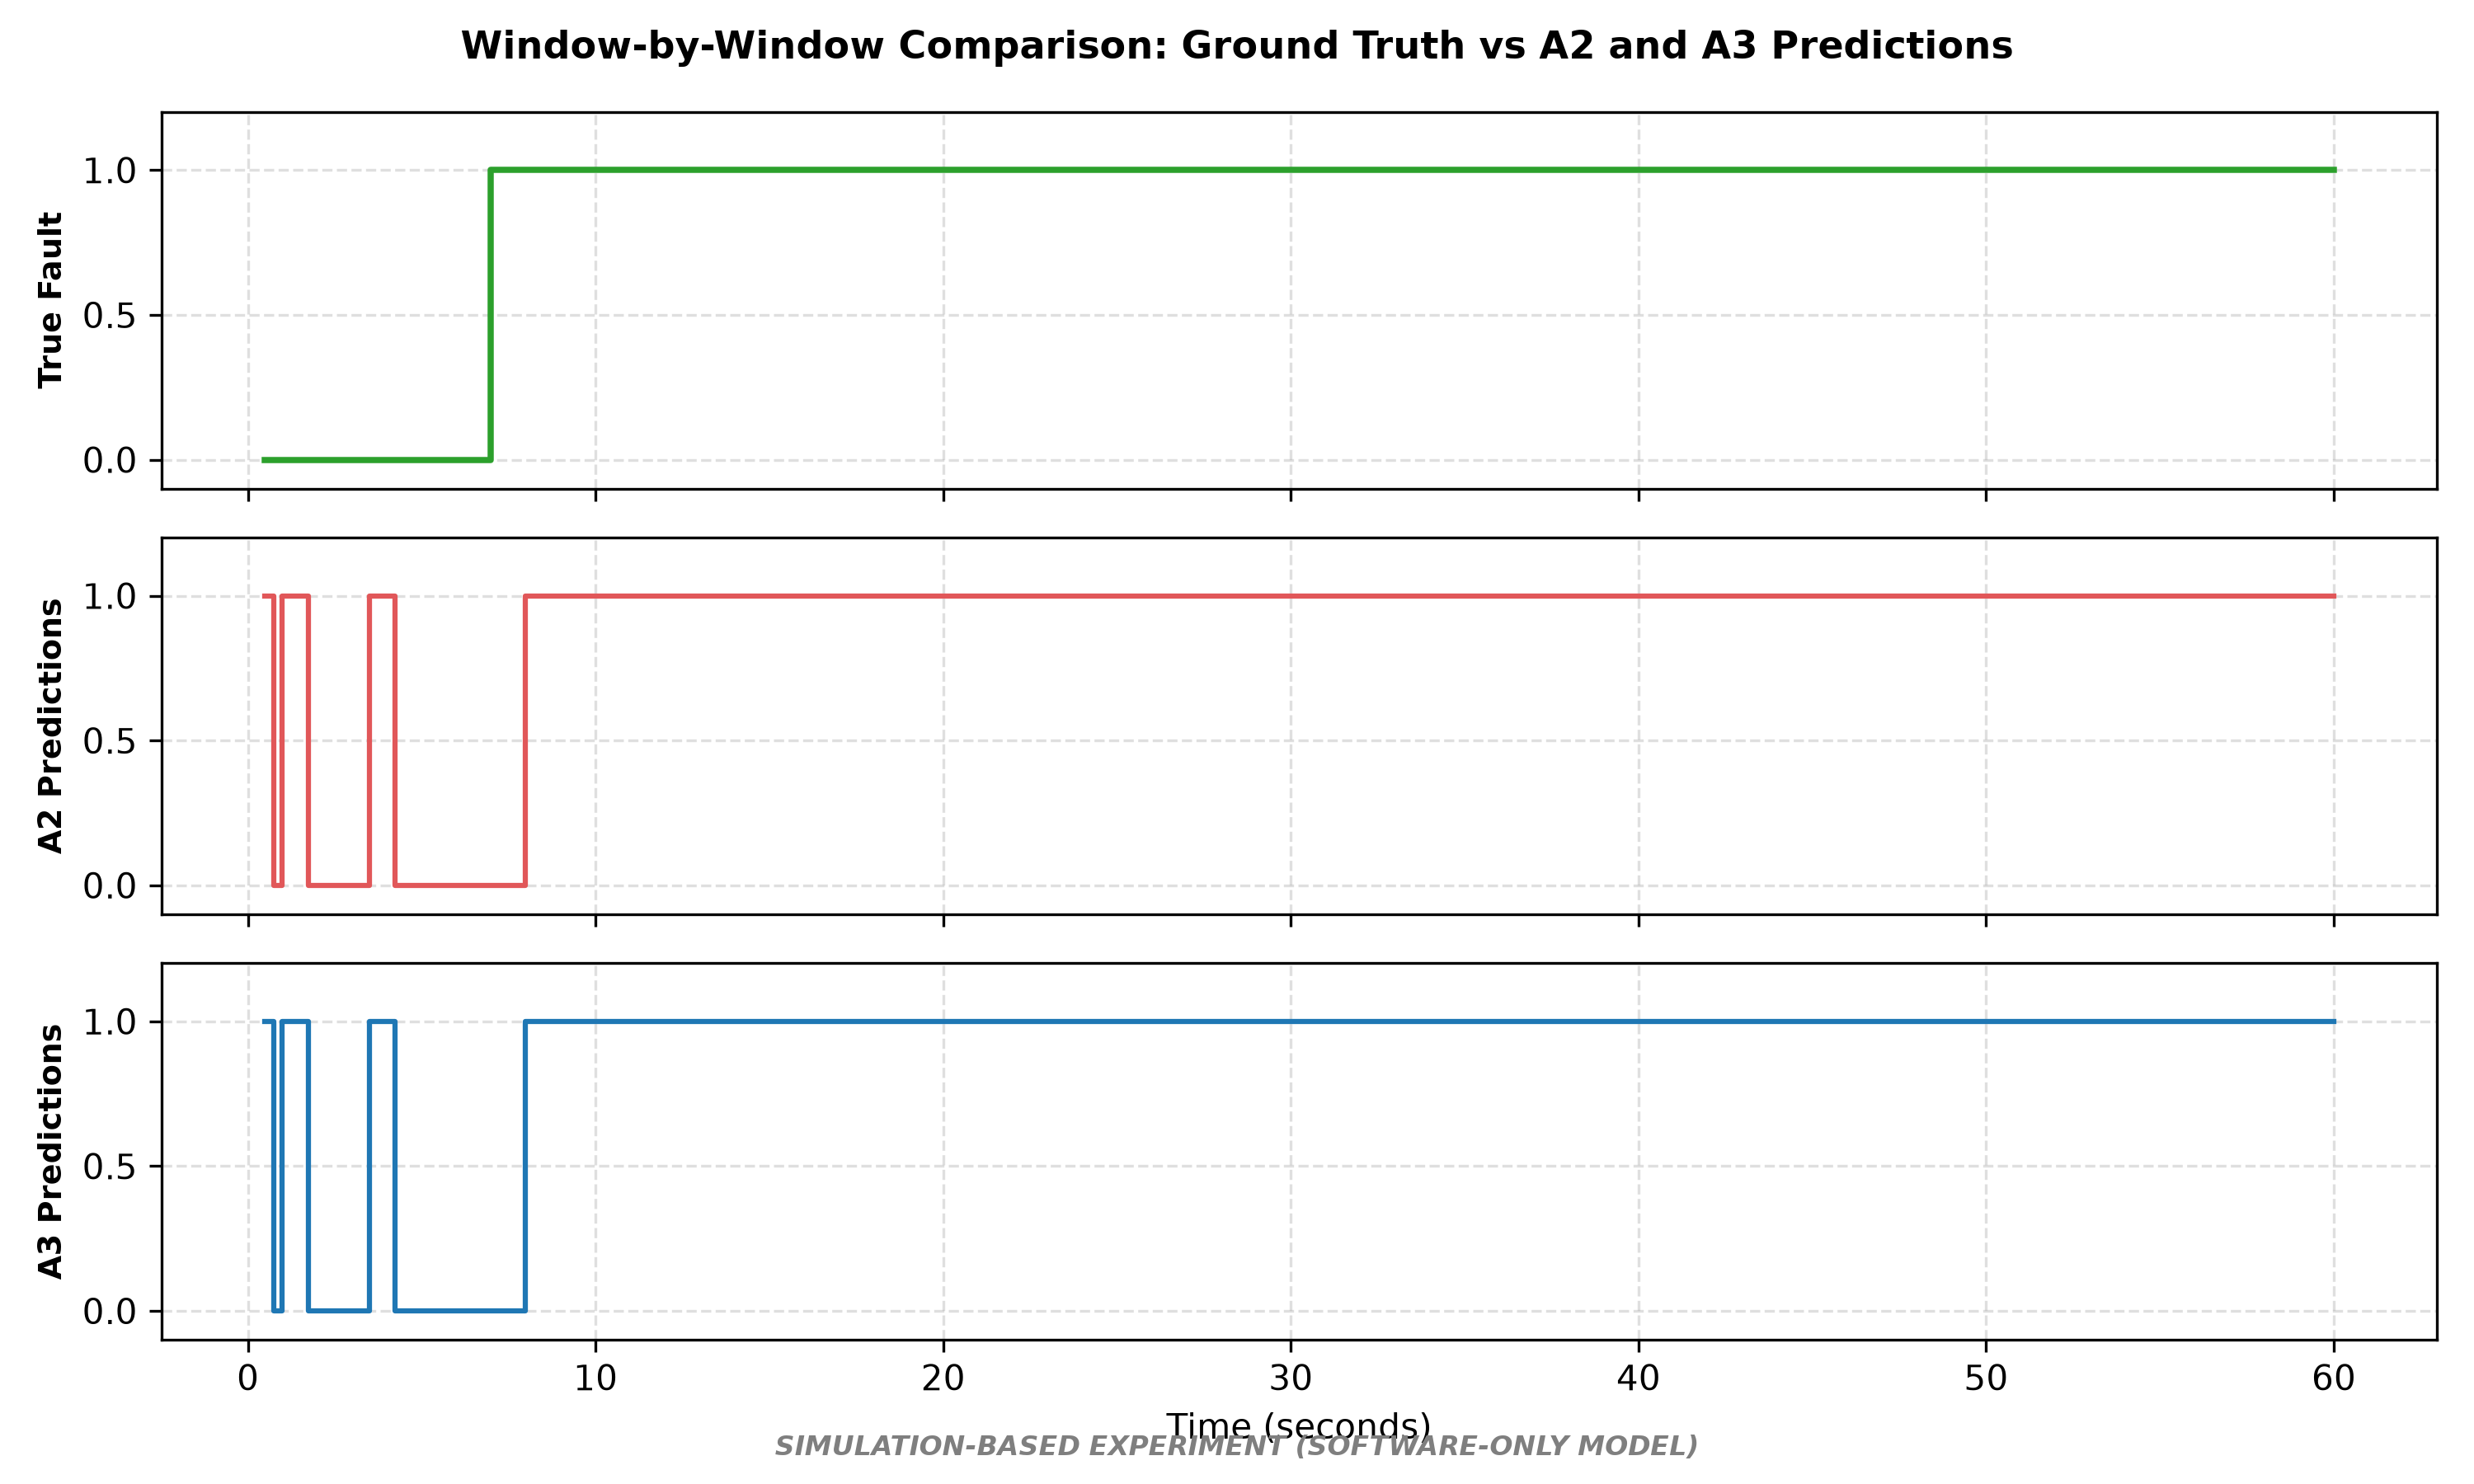 Window-by-Window Comparison: Ground Truth vs A2 and A3 Predictions
True Fault
1.0
0.5
0.0
A2 Predictions
1.0
0.5
0.0
A3 Predictions
1.0
0.5
0.0
0 10 20 30 40 50 60
Time (seconds)
SIMULATION-BASED EXPERIMENT (SOFTWARE-ONLY MODEL)